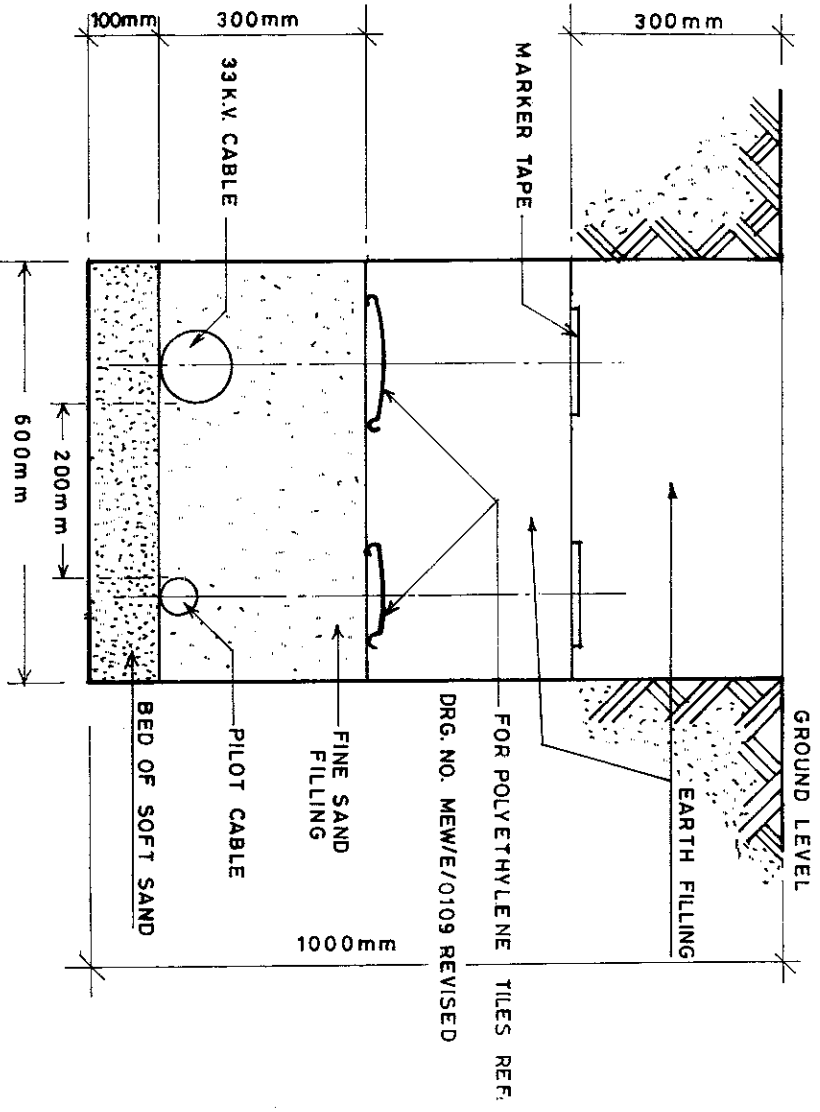 GROUND LEVEL
300mm
EARTH FILLING
MARKER TAPE
FOR POLYETHYLENE TILES REF.
DRG. NO. MEW/E/0109 REVISED
1000mm
300mm
FINE SAND
FILLING
33 K.V. CABLE
PILOT CABLE
100mm
BED OF SOFT SAND
200mm
600mm